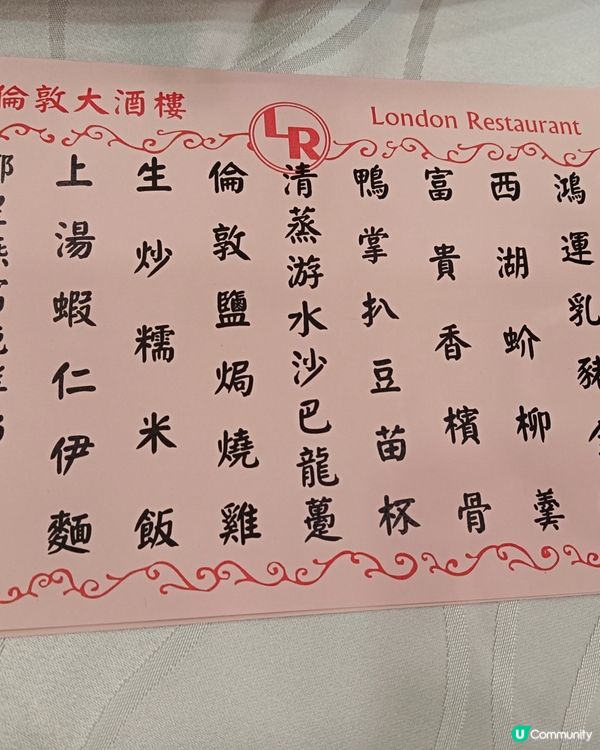 倫敦大酒樓
LR
London Restaurant
鴻運乳豬
西湖蚧柳羹
富貴香檳骨
鴨掌扒豆苗杯
清蒸游水沙巴龍躉
倫敦鹽焗燒雞
生炒糯米飯
上湯蝦仁伊麵
U Community